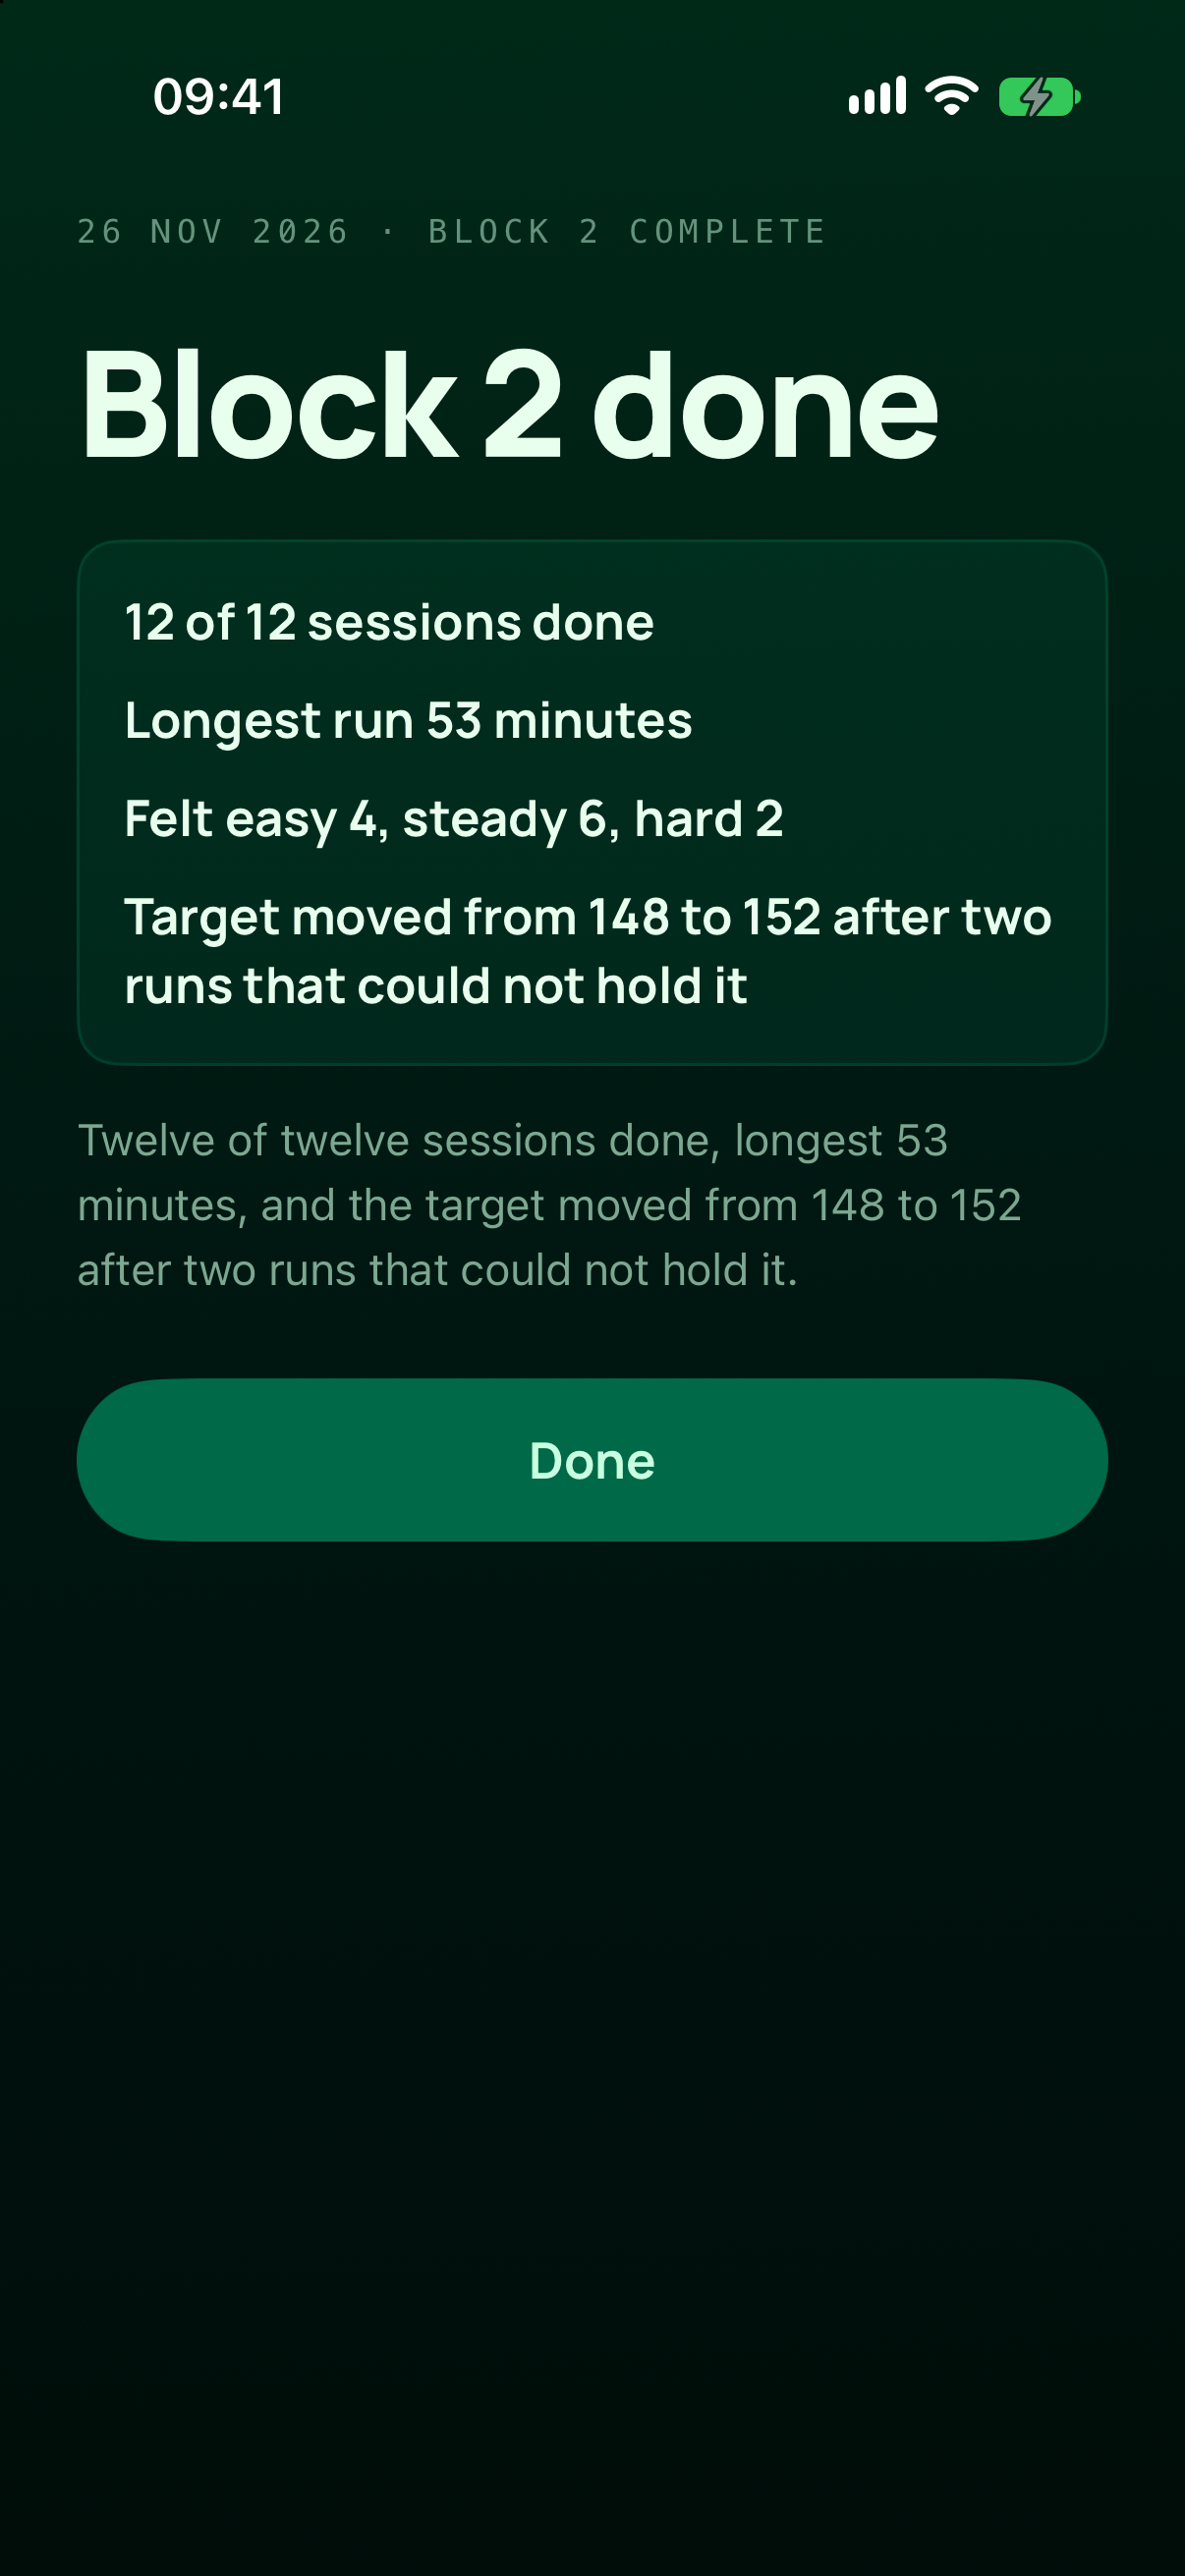 09:41
26 NOV 2026 · BLOCK 2 COMPLETE
Block 2 done
12 of 12 sessions done
Longest run 53 minutes
Felt easy 4, steady 6, hard 2
Target moved from 148 to 152 after two
runs that could not hold it
Twelve of twelve sessions done, longest 53
minutes, and the target moved from 148 to 152
after two runs that could not hold it.
Done